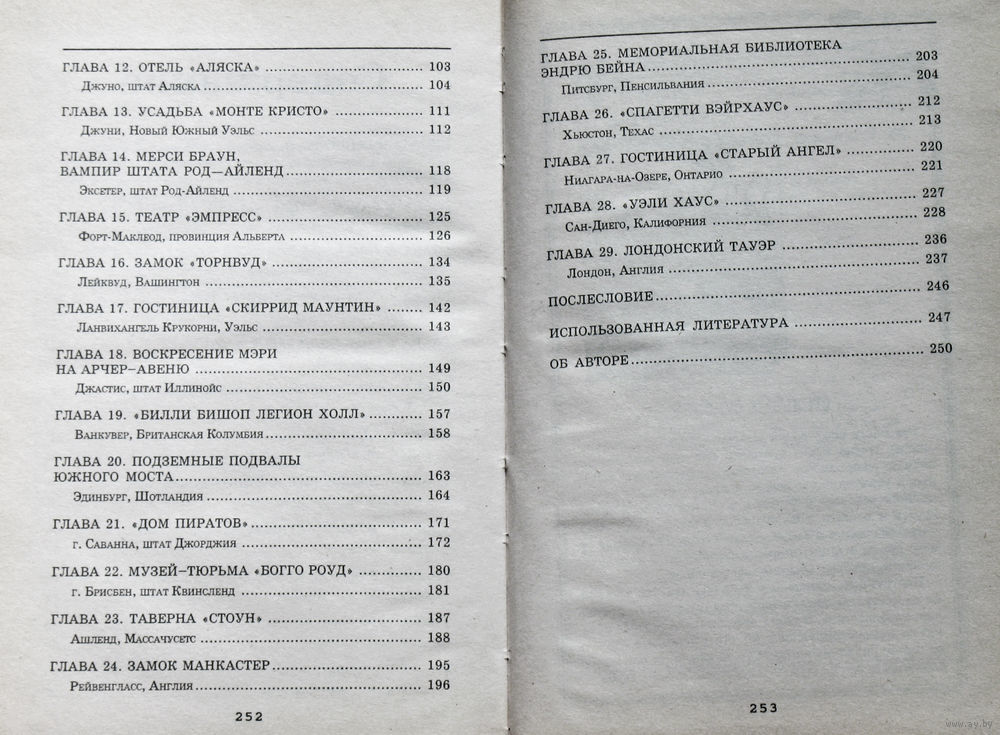 ГЛАВА 12. ОТЕЛЬ «АЛЯСКА» ........................ 103
Джуно, штат Аляска ........................ 104
ГЛАВА 13. УСАДЬБА «МОНТЕ КРИСТО» ........................ 111
Джуни, Новый Южный Уэльс ........................ 112
ГЛАВА 14. МЕРСИ БРАУН,
ВАМПИР ШТАТА РОД—АЙЛЕНД ........................ 118
Эксетер, штат Род-Айленд ........................ 119
ГЛАВА 15. ТЕАТР «ЭМПРЕСС» ........................ 125
Форт-Маклеод, провинция Альберта ........................ 126
ГЛАВА 16. ЗАМОК «ТОРНВУД» ........................ 134
Лейквуд, Вашингтон ........................ 135
ГЛАВА 17. ГОСТИНИЦА «СКИРРИД МАУНТИН» ........ 142
Ланвихангель Крукорни, Уэльс ........................ 143
ГЛАВА 18. ВОСКРЕСЕНИЕ МЭРИ
НА АРЧЕР–АВЕНЮ ........................ 149
Джастис, штат Иллинойс ........................ 150
ГЛАВА 19. «БИЛЛИ БИШОП ЛЕГИОН ХОЛЛ» ............ 157
Ванкувер, Британская Колумбия ........................ 158
ГЛАВА 20. ПОДЗЕМНЫЕ ПОДВАЛЫ
ЮЖНОГО МОСТА ........................ 163
Эдинбург, Шотландия ........................ 164
ГЛАВА 21. «ДОМ ПИРАТОВ» ........................ 171
г. Саванна, штат Джорджия ........................ 172
ГЛАВА 22. МУЗЕЙ–ТЮРЬМА «БОГГО РОУД» ............ 180
г. Брисбен, штат Квинсленд ........................ 181
ГЛАВА 23. ТАВЕРНА «СТОУН» ........................ 187
Ашленд, Массачусетс ........................ 188
ГЛАВА 24. ЗАМОК МАНКАСТЕР ........................ 195
Рейвенгласс, Англия ........................ 196
252
ГЛАВА 25. МЕМОРИАЛЬНАЯ БИБЛИОТЕКА
ЭНДРЮ БЕЙНА ........................ 203
Питсбург, Пенсильвания ........................ 204
ГЛАВА 26. «СПАГЕТТИ ВЭЙРХАУС» ........................ 212
Хьюстон, Техас ........................ 213
ГЛАВА 27. ГОСТИНИЦА «СТАРЫЙ АНГЕЛ» ............ 220
Ниагара-на-Озере, Онтарио ........................ 221
ГЛАВА 28. «УЭЛИ ХАУС» ........................ 227
Сан-Диего, Калифорния ........................ 228
ГЛАВА 29. ЛОНДОНСКИЙ ТАУЭР ........................ 236
Лондон, Англия ........................ 237
ПОСЛЕСЛОВИЕ ........................ 246
ИСПОЛЬЗОВАННАЯ ЛИТЕРАТУРА ........................ 247
ОБ АВТОРЕ ........................ 250
253
www.ay.by